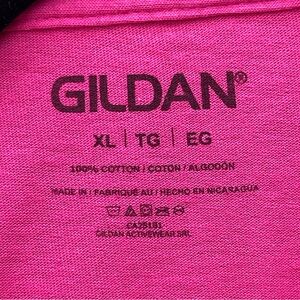 GILDAN®
XL | TG | EG
100% COTTON / COTON / ALGODÓN
MADE IN / FABRIQUÉ AU / HECHO EN NICARAGUA
CA25181
GILDAN ACTIVEWEAR SRL